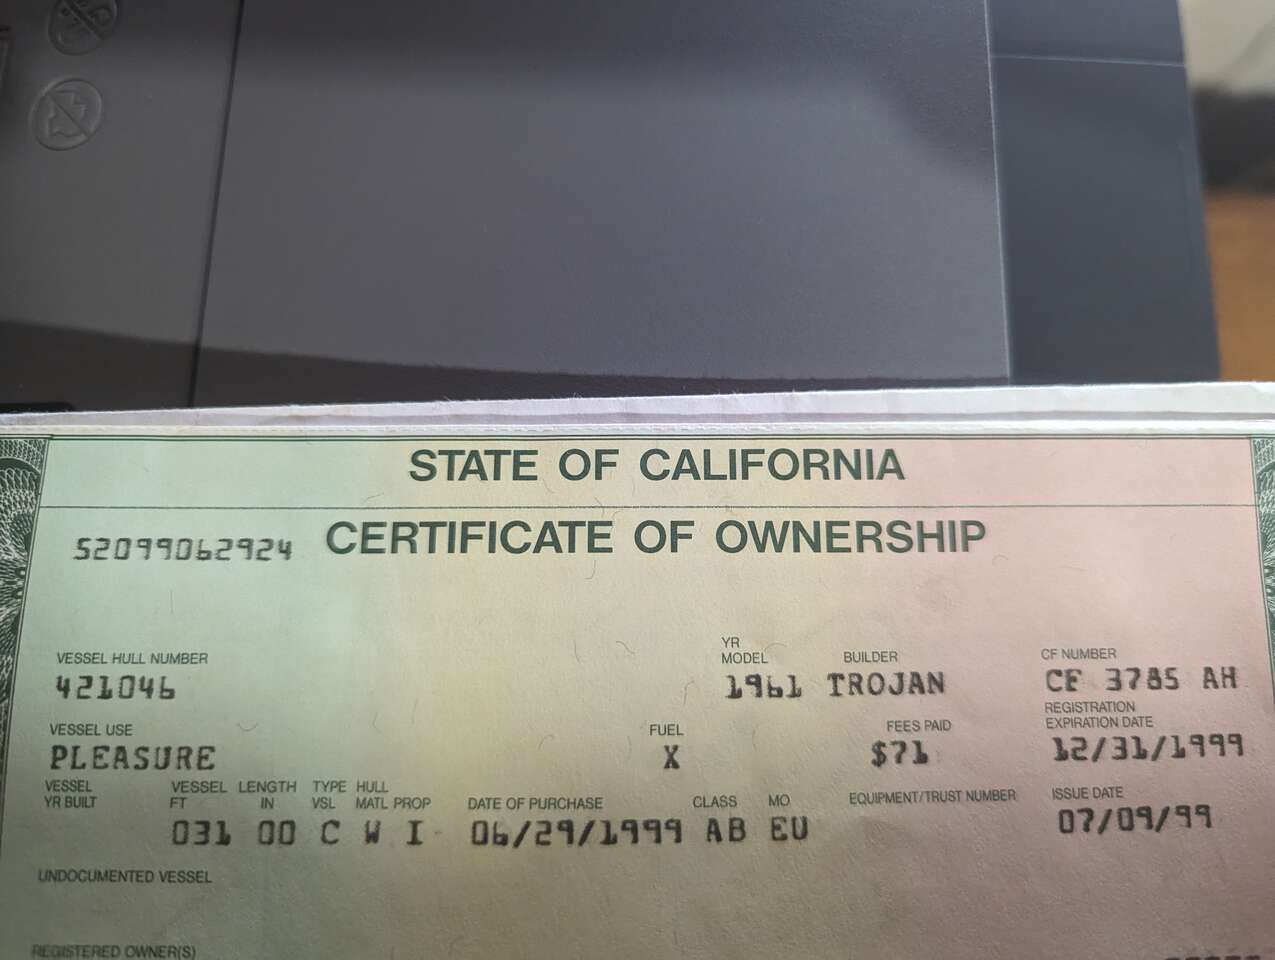 STATE OF CALIFORNIA
52099062924 CERTIFICATE OF OWNERSHIP
VESSEL HULL NUMBER YR MODEL BUILDER CF NUMBER
421046 1961 TROJAN CF 3785 AH
VESSEL USE FUEL FEES PAID REGISTRATION EXPIRATION DATE
PLEASURE X $71 12/31/1999
VESSEL YR BUILT VESSEL LENGTH FT IN TYPE VSL HULL MATL PROP DATE OF PURCHASE CLASS MO EQUIPMENT/TRUST NUMBER ISSUE DATE
031 00 C W I 06/29/1999 AB EU 07/09/99
UNDOCUMENTED VESSEL
REGISTERED OWNER(S)